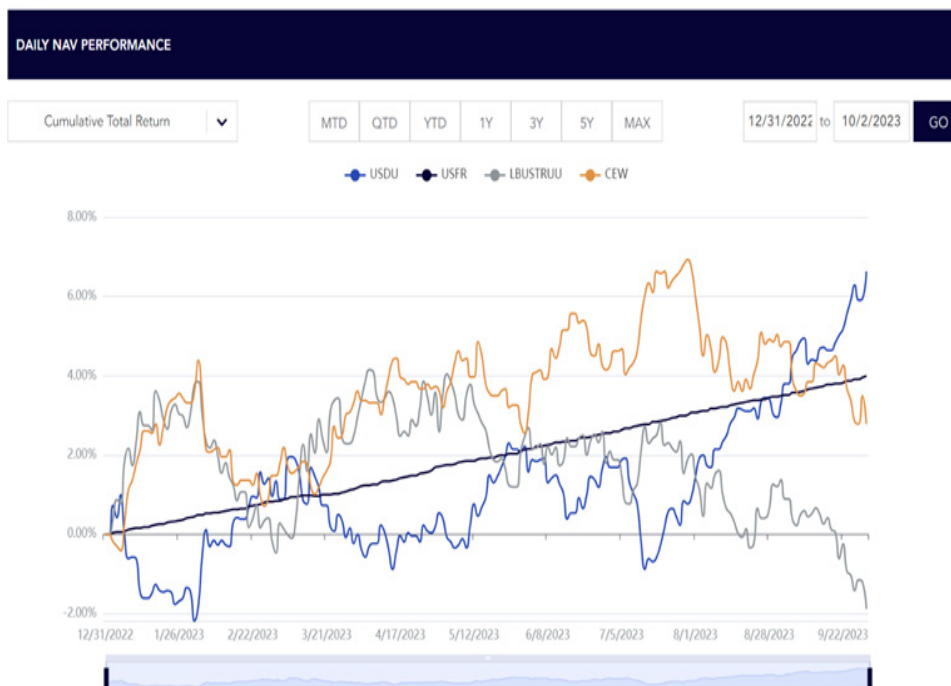 DAILY NAV PERFORMANCE
Cumulative Total Return
MTD QTD YTD 1Y 3Y 5Y MAX
12/31/2022 to 10/2/2023 GO
USDU USFR LBUSTRUU CEW
8.00%
6.00%
4.00%
2.00%
0.00%
-2.00%
12/31/2022 1/26/2023 2/22/2023 3/21/2023 4/17/2023 5/12/2023 6/8/2023 7/5/2023 8/1/2023 8/28/2023 9/22/2023